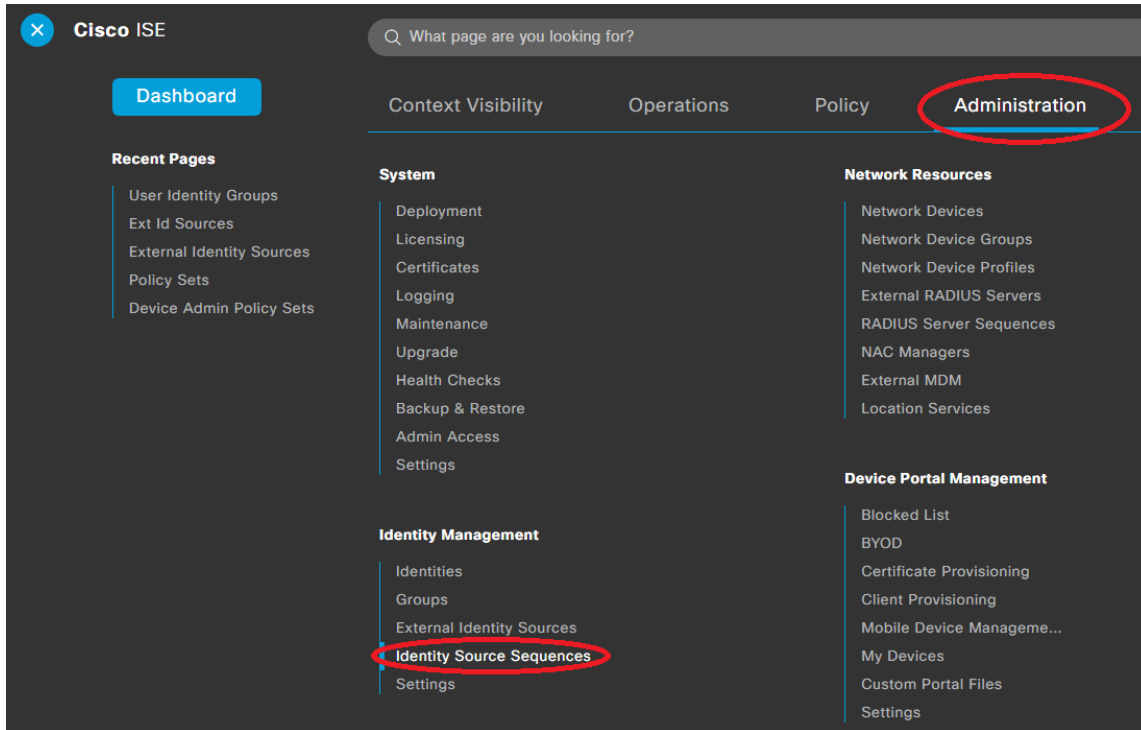 Cisco ISE
What page are you looking for?
Dashboard
Context Visibility
Operations
Policy
Administration
Recent Pages
User Identity Groups
Ext Id Sources
External Identity Sources
Policy Sets
Device Admin Policy Sets
System
Deployment
Licensing
Certificates
Logging
Maintenance
Upgrade
Health Checks
Backup & Restore
Admin Access
Settings
Identity Management
Identities
Groups
External Identity Sources
Identity Source Sequences
Settings
Network Resources
Network Devices
Network Device Groups
Network Device Profiles
External RADIUS Servers
RADIUS Server Sequences
NAC Managers
External MDM
Location Services
Device Portal Management
Blocked List
BYOD
Certificate Provisioning
Client Provisioning
Mobile Device Manageme...
My Devices
Custom Portal Files
Settings